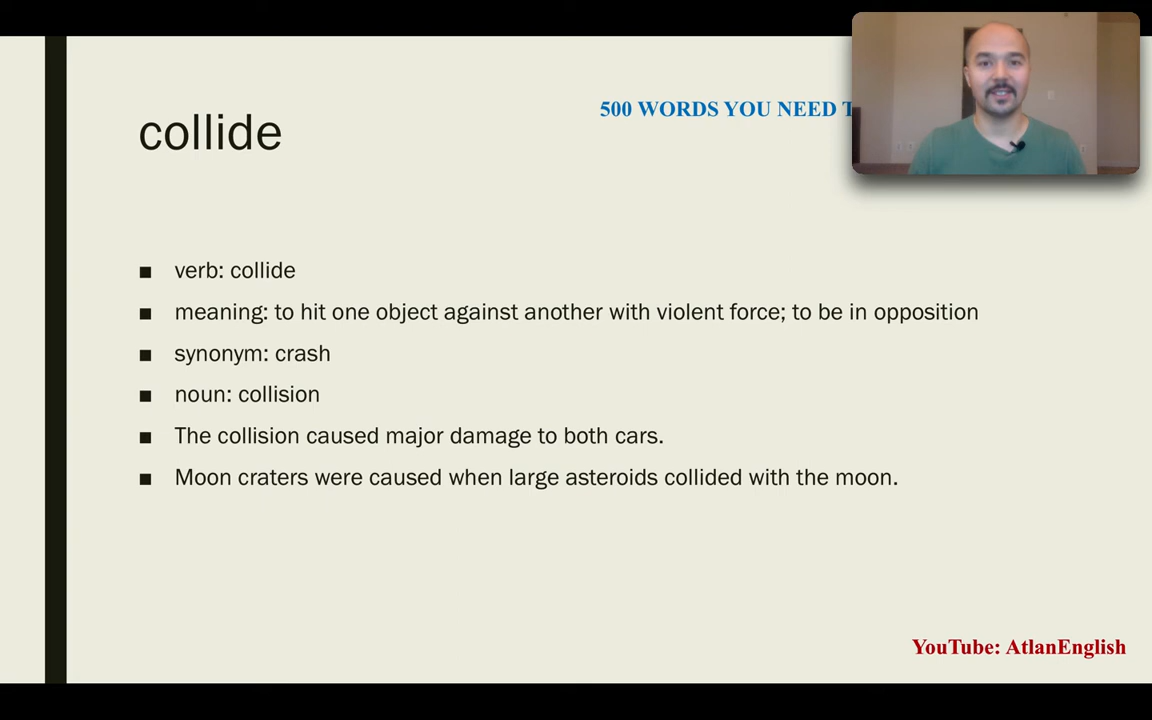 500 WORDS YOU NEED
collide
verb: collide
meaning: to hit one object against another with violent force; to be in opposition
synonym: crash
noun: collision
The collision caused major damage to both cars.
Moon craters were caused when large asteroids collided with the moon.
YouTube: AtlanEnglish